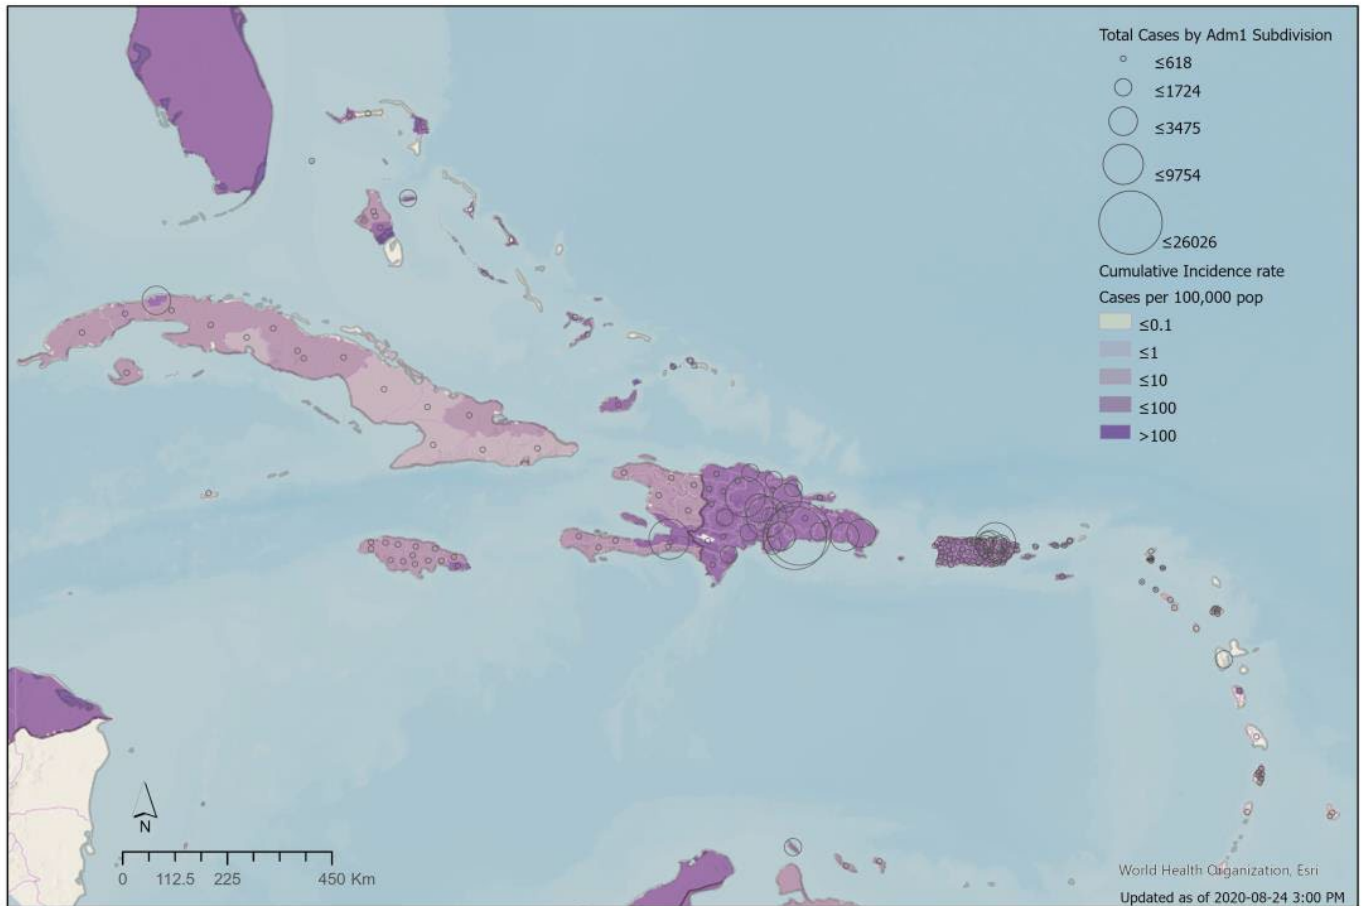 Total Cases by Adm1 Subdivision
≤618
≤1724
≤3475
≤9754
≤26026
Cumulative Incidence rate
Cases per 100,000 pop
≤0.1
≤1
≤10
≤100
>100
N
0 112.5 225 450 Km
World Health Organization, Esri
Updated as of 2020-08-24 3:00 PM